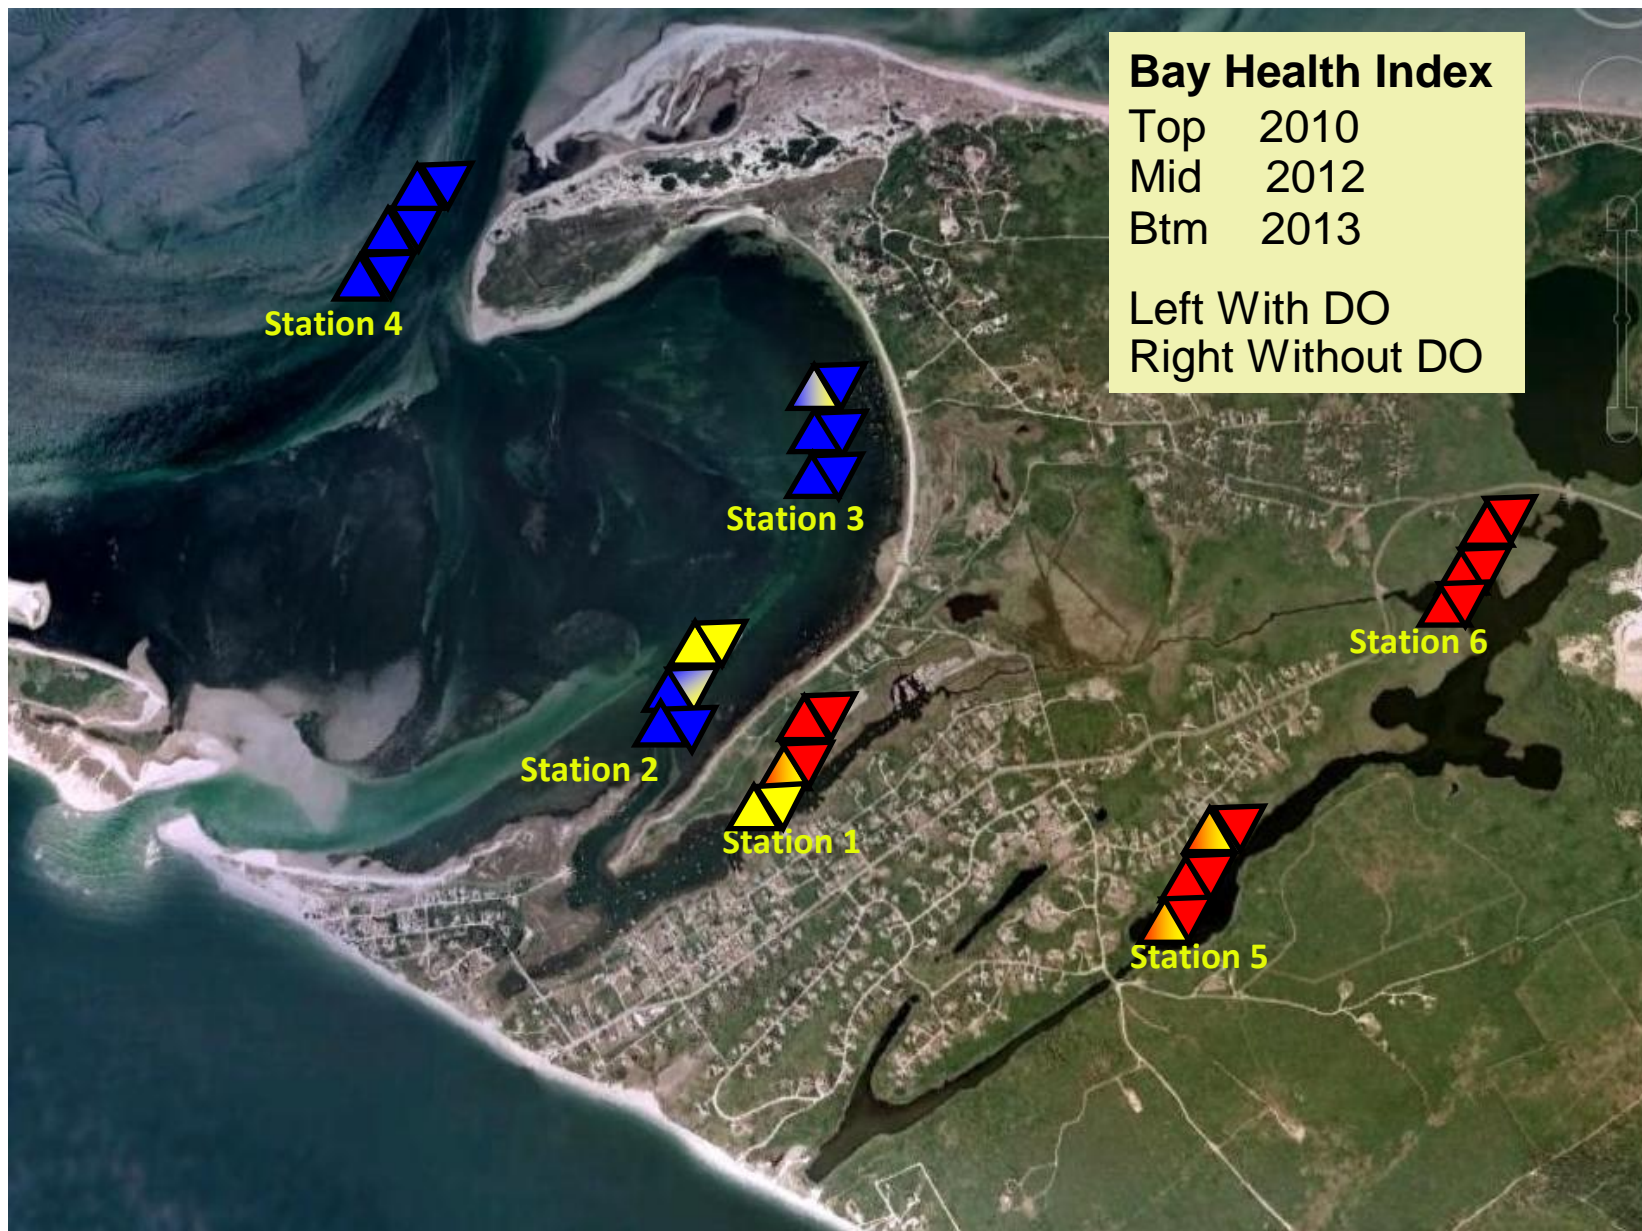 Bay Health Index
Top 2010
Mid 2012
Btm 2013
Left With DO
Right Without DO
Station 4
Station 3
Station 6
Station 2
Station 1
Station 5